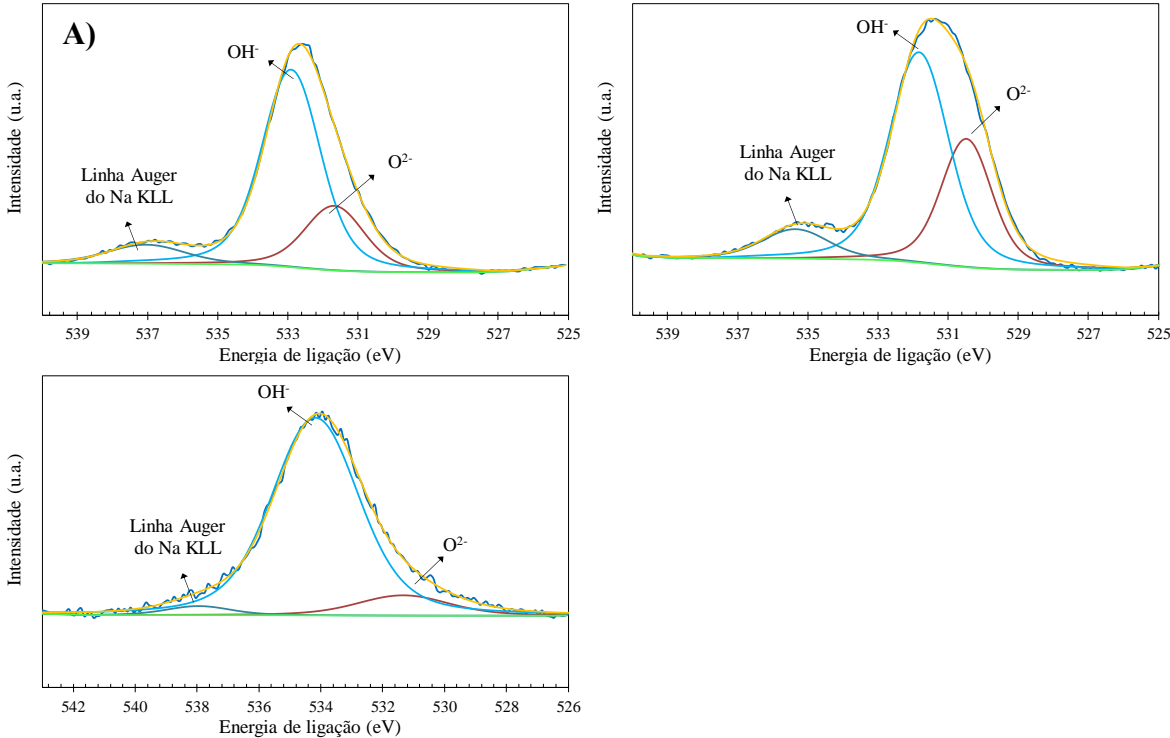 A)
OH-
O2-
Linha Auger
do Na KLL
Intensidade (u.a.)
539 537 535 533 531 529 527 525
Energia de ligação (eV)
OH-
O2-
Linha Auger
do Na KLL
Intensidade (u.a.)
539 537 535 533 531 529 527 525
Energia de ligação (eV)
OH-
Linha Auger
do Na KLL
O2-
Intensidade (u.a.)
542 540 538 536 534 532 530 528 526
Energia de ligação (eV)